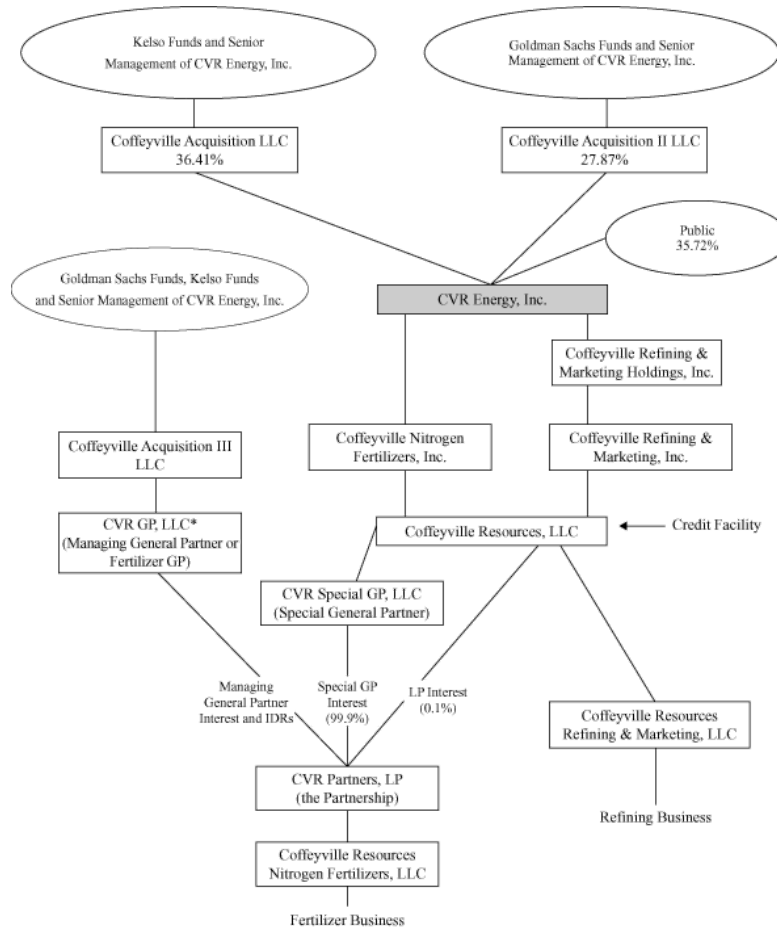 Kelso Funds and Senior
Management of CVR Energy, Inc.
Goldman Sachs Funds and Senior
Management of CVR Energy, Inc.
Coffeyville Acquisition LLC
36.41%
Coffeyville Acquisition II LLC
27.87%
Public
35.72%
Goldman Sachs Funds, Kelso Funds
and Senior Management of CVR Energy, Inc.
CVR Energy, Inc.
Coffeyville Refining &
Marketing Holdings, Inc.
Coffeyville Acquisition III
LLC
Coffeyville Nitrogen
Fertilizers, Inc.
Coffeyville Refining &
Marketing, Inc.
CVR GP, LLC*
(Managing General Partner or
Fertilizer GP)
Coffeyville Resources, LLC
Credit Facility
CVR Special GP, LLC
(Special General Partner)
Managing
General Partner
Interest and IDRs
Special GP
Interest
(99.9%)
LP Interest
(0.1%)
Coffeyville Resources
Refining & Marketing, LLC
CVR Partners, LP
(the Partnership)
Refining Business
Coffeyville Resources
Nitrogen Fertilizers, LLC
Fertilizer Business